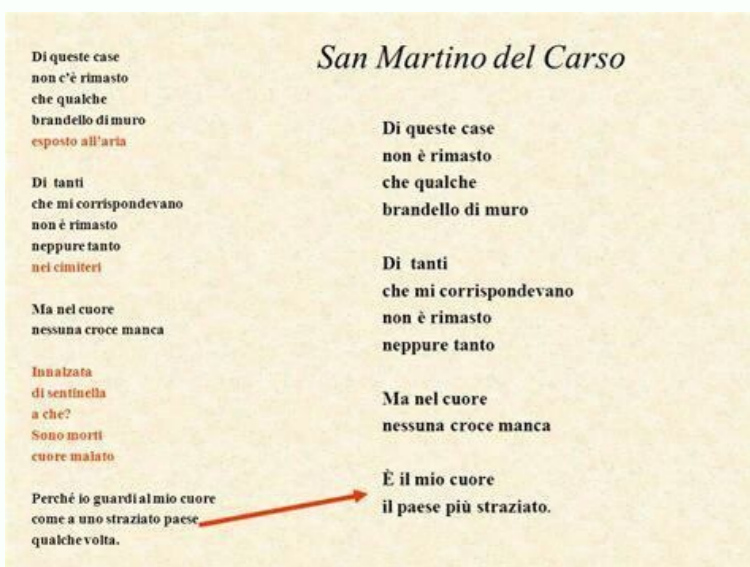 San Martino del Carso
Di queste case
non c'è rimasto
che qualche
brandello di muro
esposto all'aria
Di tanti
che mi corrispondevano
non è rimasto
neppure tanto
nei cimiteri
Ma nel cuore
nessuna croce manca
Innalzata
di sentinella
a che?
Sono morti
cuore malato
Perché io guardi al mio cuore
come a uno straziato paese
qualche volta.
Di queste case
non è rimasto
che qualche
brandello di muro
Di tanti
che mi corrispondevano
non è rimasto
neppure tanto
Ma nel cuore
nessuna croce manca
È il mio cuore
il paese più straziato.